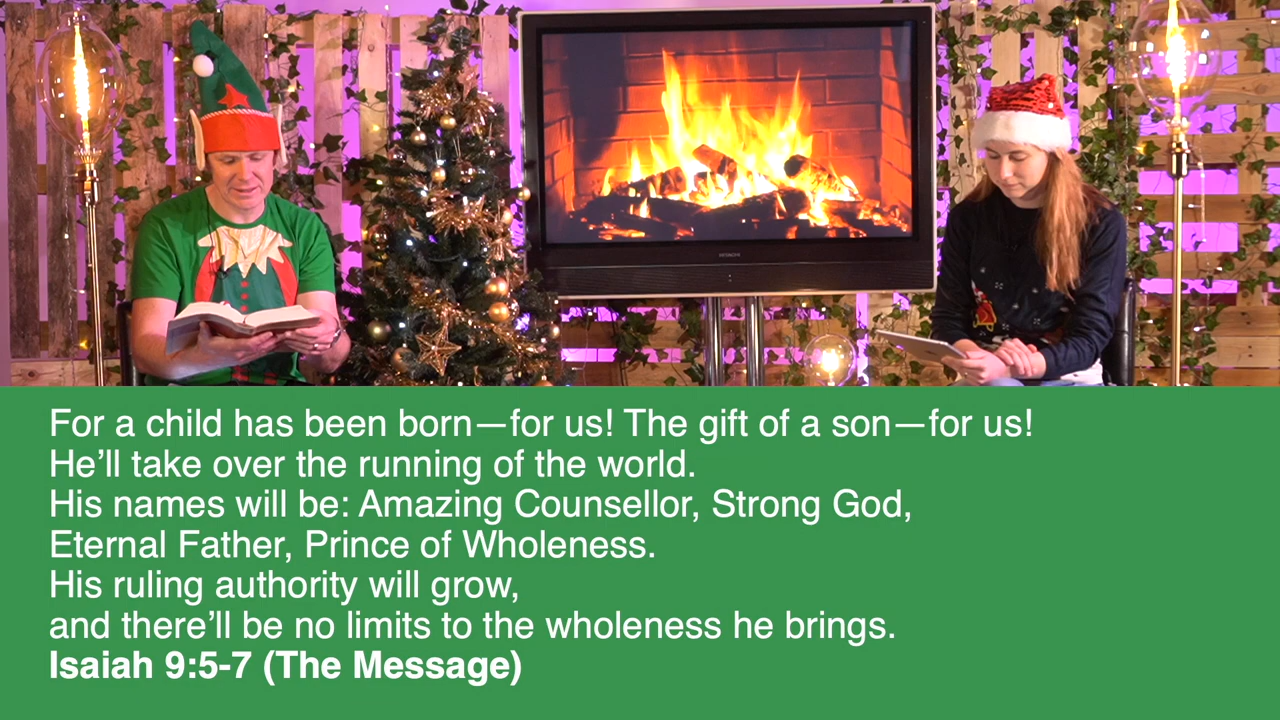 HITACHI
For a child has been born—for us! The gift of a son—for us!
He’ll take over the running of the world.
His names will be: Amazing Counsellor, Strong God,
Eternal Father, Prince of Wholeness.
His ruling authority will grow,
and there’ll be no limits to the wholeness he brings.
Isaiah 9:5-7 (The Message)